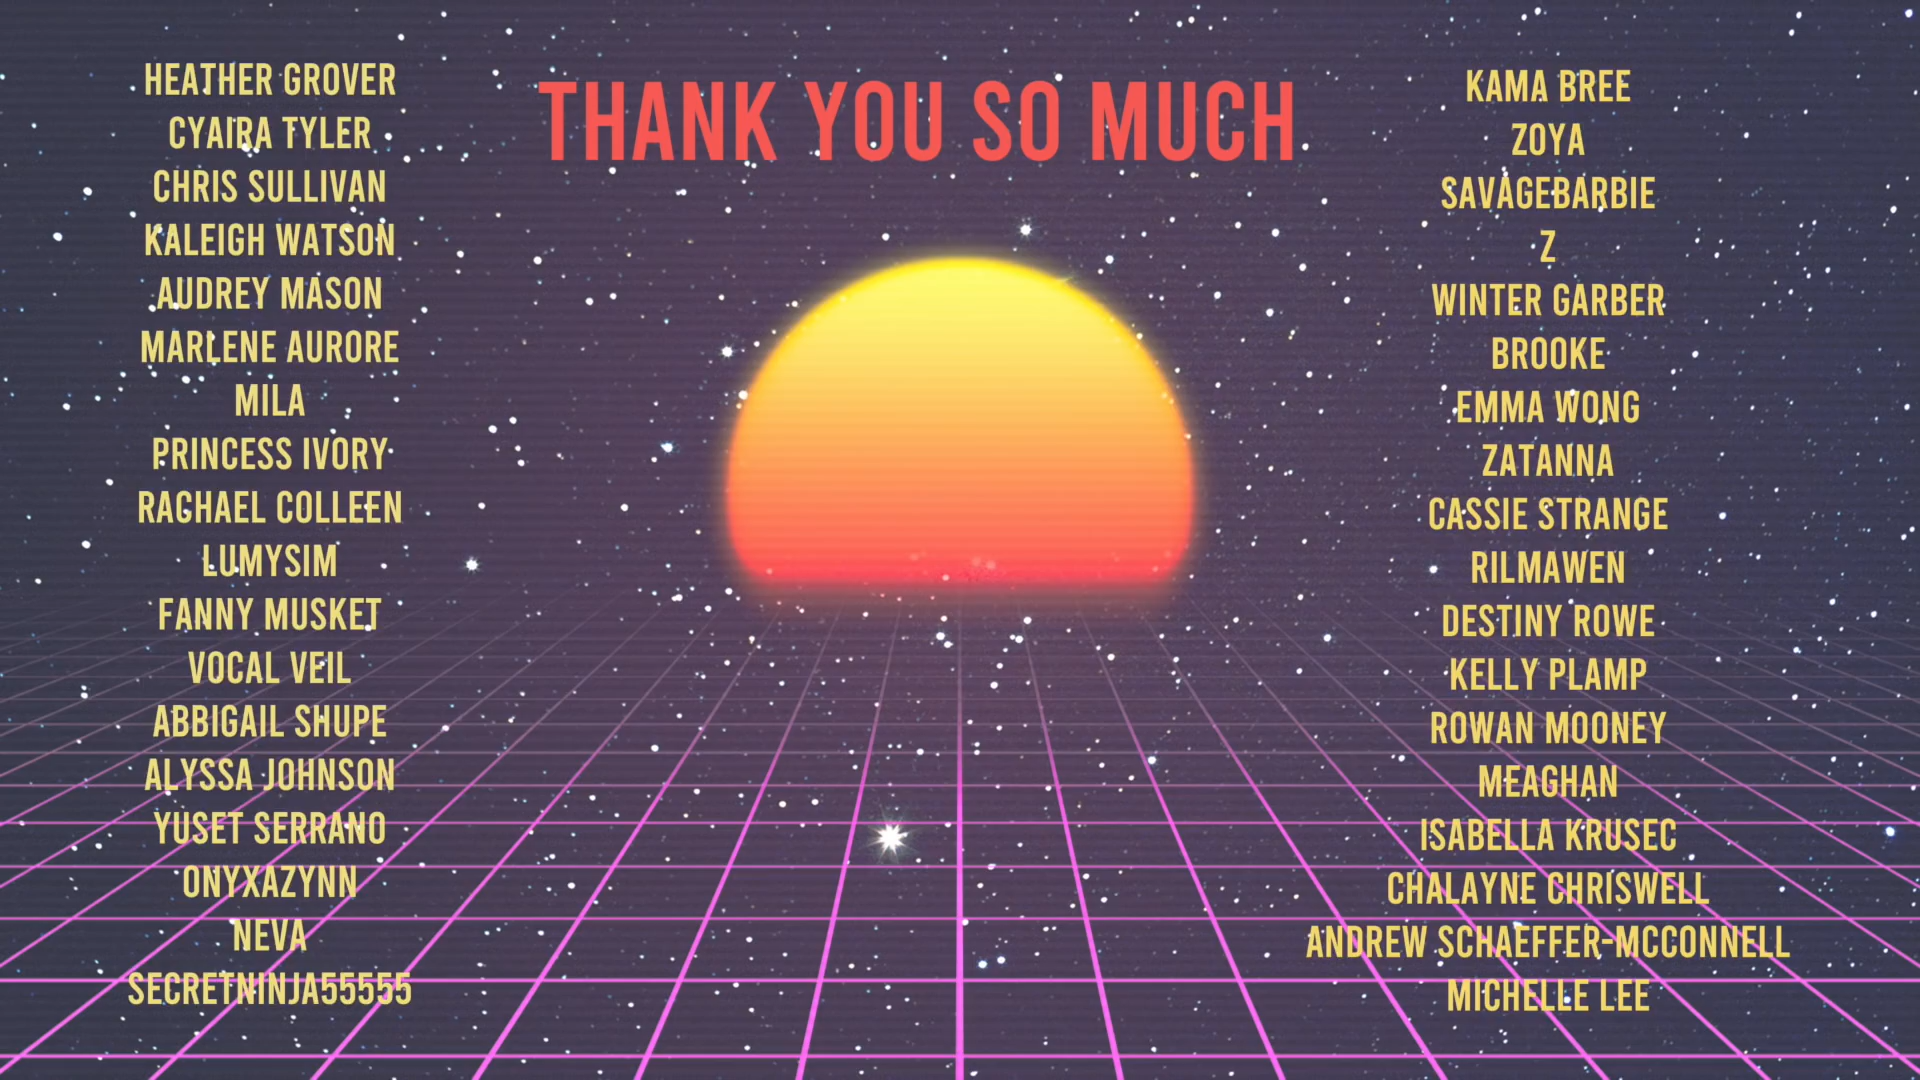 HEATHER GROVER
CYAIRA TYLER
CHRIS SULLIVAN
KALEIGH WATSON
AUDREY MASON
MARLENE AURORE
MILA
PRINCESS IVORY
RACHAEL COLLEEN
LUMYSIM
FANNY MUSKET
VOCAL VEIL
ABBIGAIL SHUPE
ALYSSA JOHNSON
YUSET SERRANO
ONYXAZYNN
NEVA
SECRETNINJA55555
THANK YOU SO MUCH
KAMA BREE
ZOYA
SAVAGEBARBIE
Z
WINTER GARBER
BROOKE
EMMA WONG
ZATANNA
CASSIE STRANGE
RILMAWEN
DESTINY ROWE
KELLY PLAMP
ROWAN MOONEY
MEAGHAN
ISABELLA KRUSEC
CHALAYNE CHRISWELL
ANDREW SCHAEFFER-MCCONNELL
MICHELLE LEE